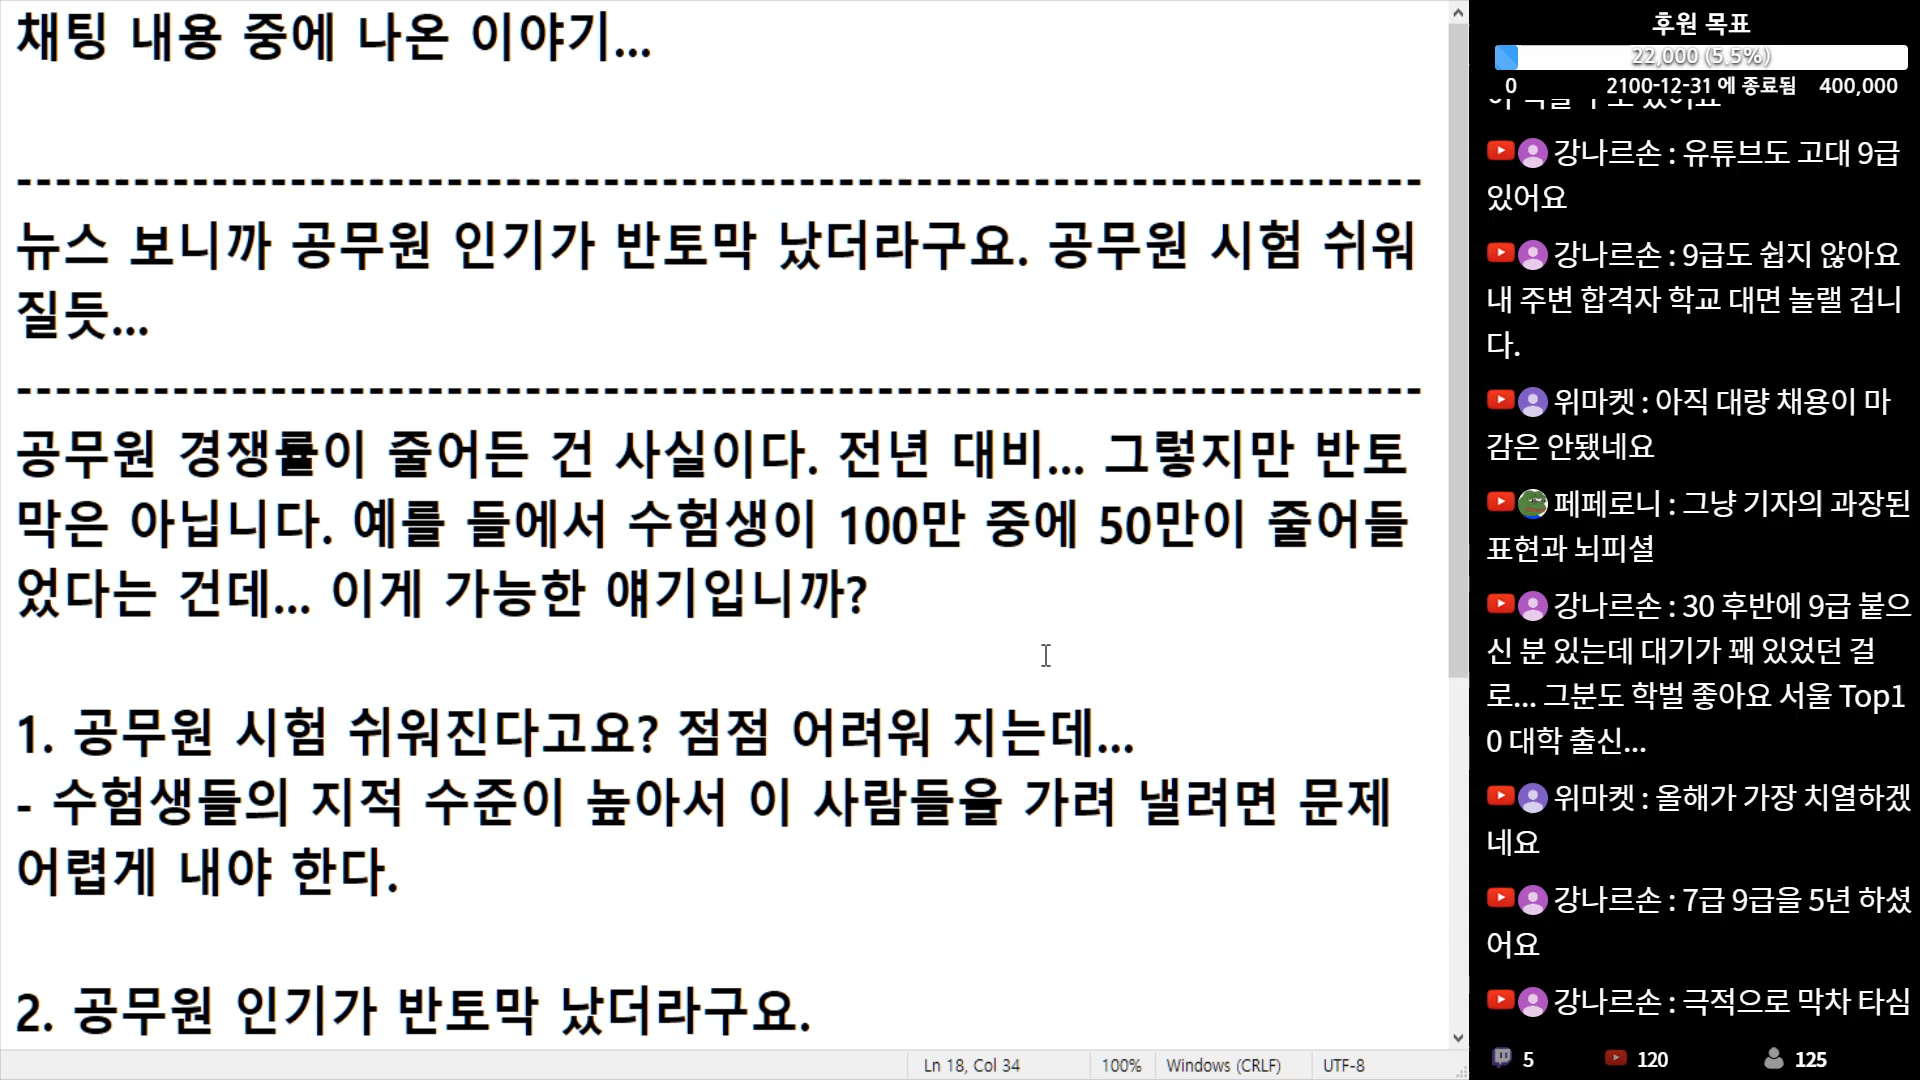 채팅 내용 중에 나온 이야기...
--------------------------------------------------------------------------
뉴스 보니까 공무원 인기가 반토막 났더라구요. 공무원 시험 쉬워
질듯...
--------------------------------------------------------------------------
공무원 경쟁률이 줄어든 건 사실이다. 전년 대비... 그렇지만 반토
막은 아닙니다. 예를 들에서 수험생이 100만 중에 50만이 줄어들
었다는 건데... 이게 가능한 얘기입니까?
1. 공무원 시험 쉬워진다고요? 점점 어려워 지는데...
- 수험생들의 지적 수준이 높아서 이 사람들을 가려 낼려면 문제
어렵게 내야 한다.
2. 공무원 인기가 반토막 났더라구요.
Ln 18, Col 34
100%
Windows (CRLF)
UTF-8
후원 목표
22,000 (5.5%)
0 2100-12-31 에 종료됨 400,000
강나르손 : 유튜브도 고대 9급
있어요
강나르손 : 9급도 쉽지 않아요
내 주변 합격자 학교 대면 놀랠 겁니
다.
위마켓 : 아직 대량 채용이 마
감은 안됐네요
페페로니 : 그냥 기자의 과장된
표현과 뇌피셜
강나르손 : 30 후반에 9급 붙으
신 분 있는데 대기가 꽤 있었던 걸
로... 그분도 학벌 좋아요 서울 Top1
0 대학 출신...
위마켓 : 올해가 가장 치열하겠
네요
강나르손 : 7급 9급을 5년 하셨
어요
강나르손 : 극적으로 막차 타심
5 120 125